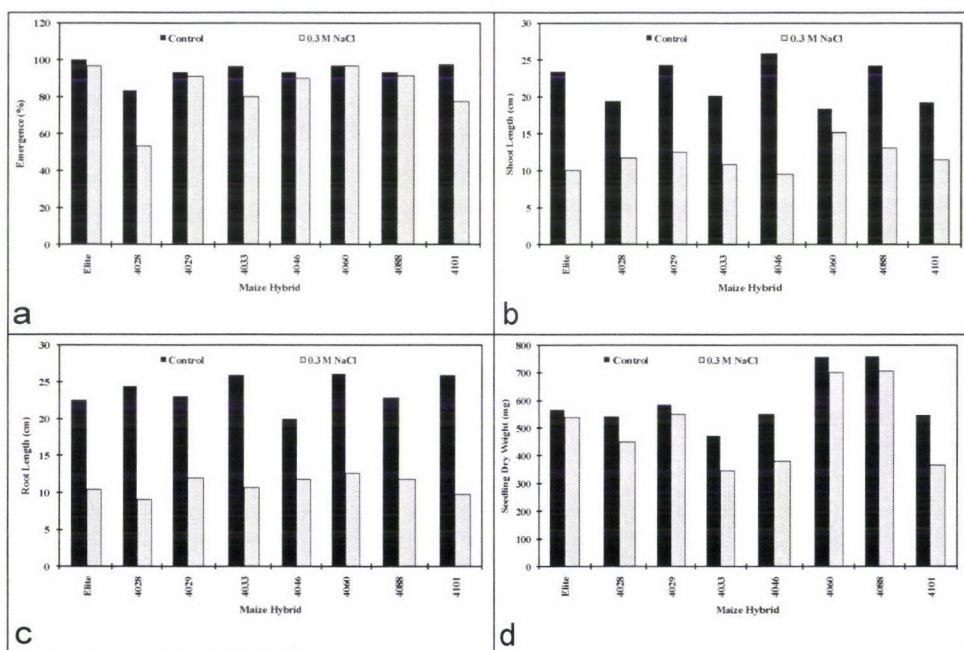 120
100
80
60
40
20
0
Emergence (%)
Control
0.3 M NaCl
Elite
4028
4029
4033
4046
4060
4088
4101
Maize Hybrid
a
30
25
20
15
10
5
0
Shoot Length (cm)
Control
0.3 M NaCl
Elite
4028
4029
4033
4046
4060
4088
4101
Maize Hybrid
b
30
25
20
15
10
5
0
Root Length (cm)
Control
0.3 M NaCl
Elite
4028
4029
4033
4046
4060
4088
4101
Maize Hybrid
c
800
700
600
500
400
300
200
100
0
Seedling Dry Weight (mg)
Control
0.3 M NaCl
Elite
4028
4029
4033
4046
4060
4088
4101
Maize Hybrid
d